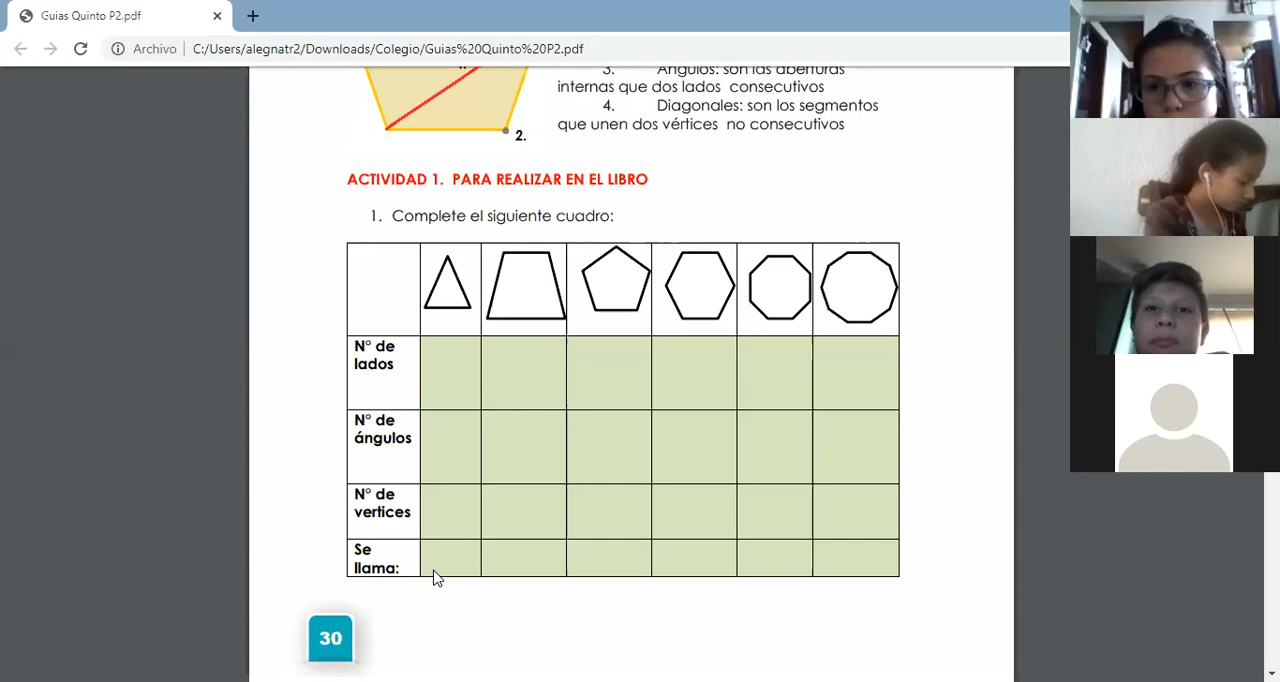 Guias Quinto P2.pdf
Archivo
C:/Users/alegnatr2/Downloads/Colegio/Guias%20Quinto%20P2.pdf
3. Ángulos: son las aberturas
internas que dos lados consecutivos
4. Diagonales: son los segmentos
que unen dos vértices no consecutivos
2.
ACTIVIDAD 1. PARA REALIZAR EN EL LIBRO
1. Complete el siguiente cuadro:
N° de
lados
N° de
ángulos
N° de
vertices
Se
llama:
30